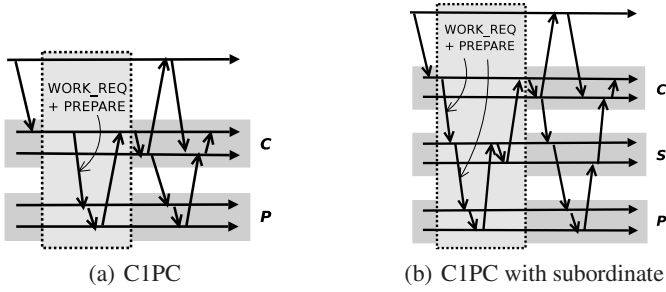 WORK_REQ
+ PREPARE
C
P
(a) C1PC
WORK_REQ
+ PREPARE
C
S
P
(b) C1PC with subordinate